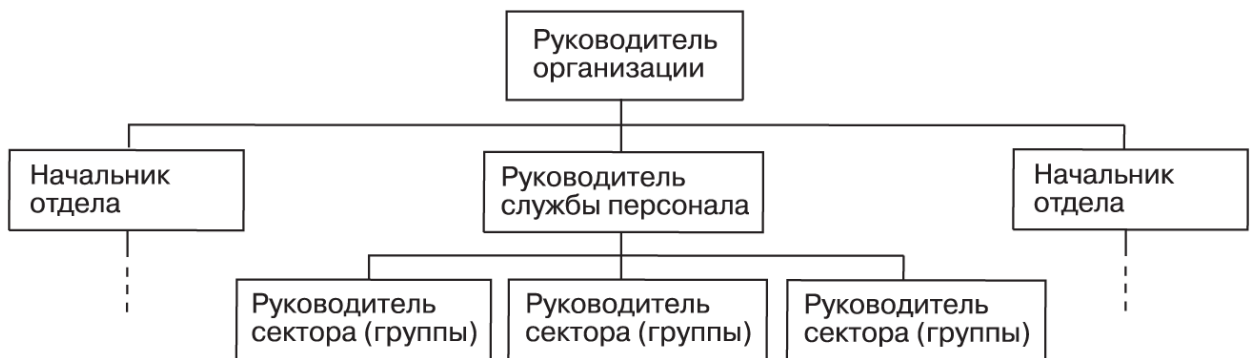 Руководитель
организации
Начальник
отдела
Руководитель
службы персонала
Начальник
отдела
Руководитель
сектора (группы)
Руководитель
сектора (группы)
Руководитель
сектора (группы)